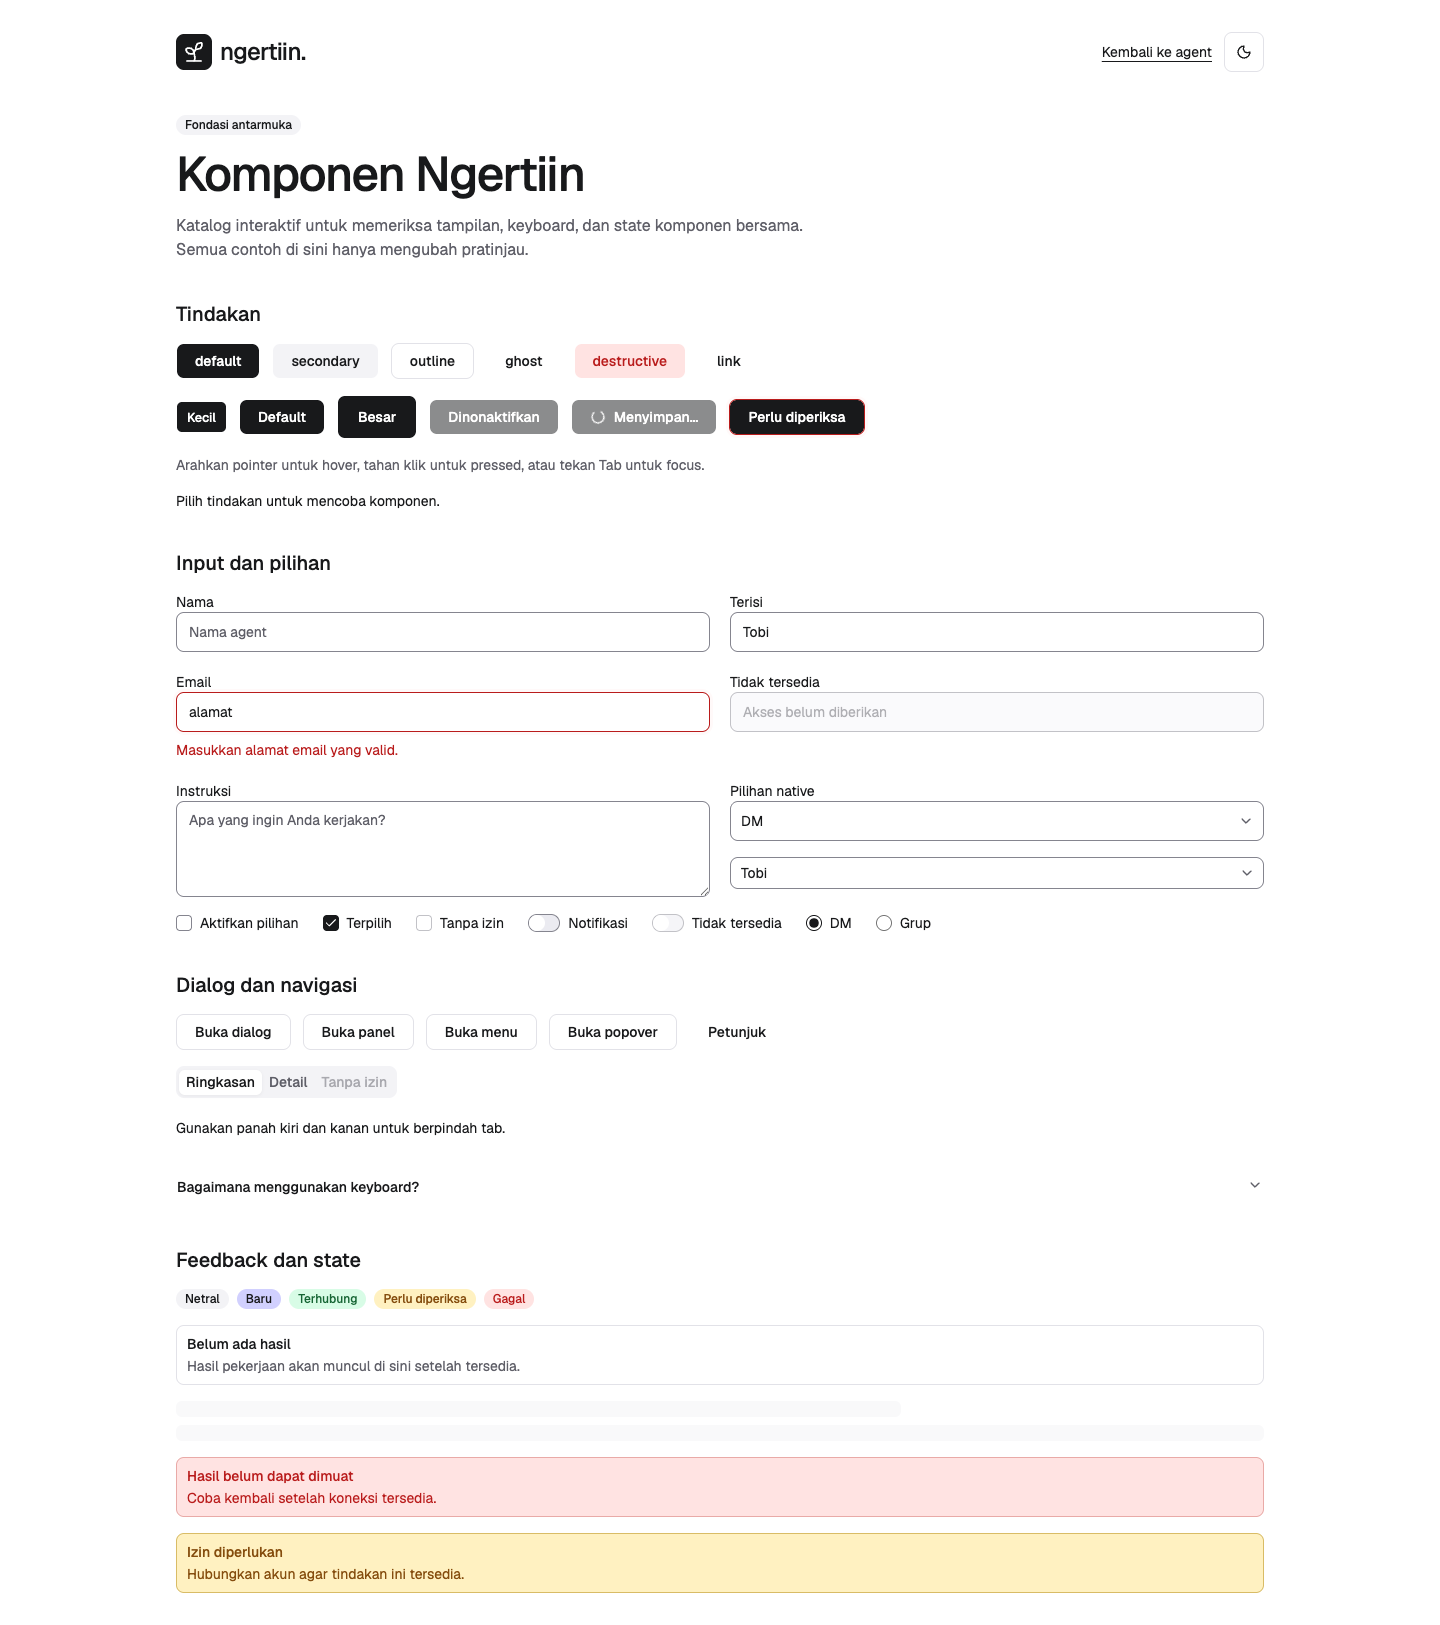 ngertiin.
Kembali ke agent
Fondasi antarmuka
Komponen Ngertiin
Katalog interaktif untuk memeriksa tampilan, keyboard, dan state komponen bersama.
Semua contoh di sini hanya mengubah pratinjau.
Tindakan
default secondary outline ghost destructive link
Kecil Default Besar Dinonaktifkan Menyimpan... Perlu diperiksa
Arahkan pointer untuk hover, tahan klik untuk pressed, atau tekan Tab untuk focus.
Pilih tindakan untuk mencoba komponen.
Input dan pilihan
Nama
Nama agent
Terisi
Tobi
Email
alamat
Masukkan alamat email yang valid.
Tidak tersedia
Akses belum diberikan
Instruksi
Apa yang ingin Anda kerjakan?
Pilihan native
DM
Tobi
Aktifkan pilihan Terpilih Tanpa izin Notifikasi Tidak tersedia DM Grup
Dialog dan navigasi
Buka dialog Buka panel Buka menu Buka popover Petunjuk
Ringkasan Detail Tanpa izin
Gunakan panah kiri dan kanan untuk berpindah tab.
Bagaimana menggunakan keyboard?
Feedback dan state
Netral Baru Terhubung Perlu diperiksa Gagal
Belum ada hasil
Hasil pekerjaan akan muncul di sini setelah tersedia.
Hasil belum dapat dimuat
Coba kembali setelah koneksi tersedia.
Izin diperlukan
Hubungkan akun agar tindakan ini tersedia.